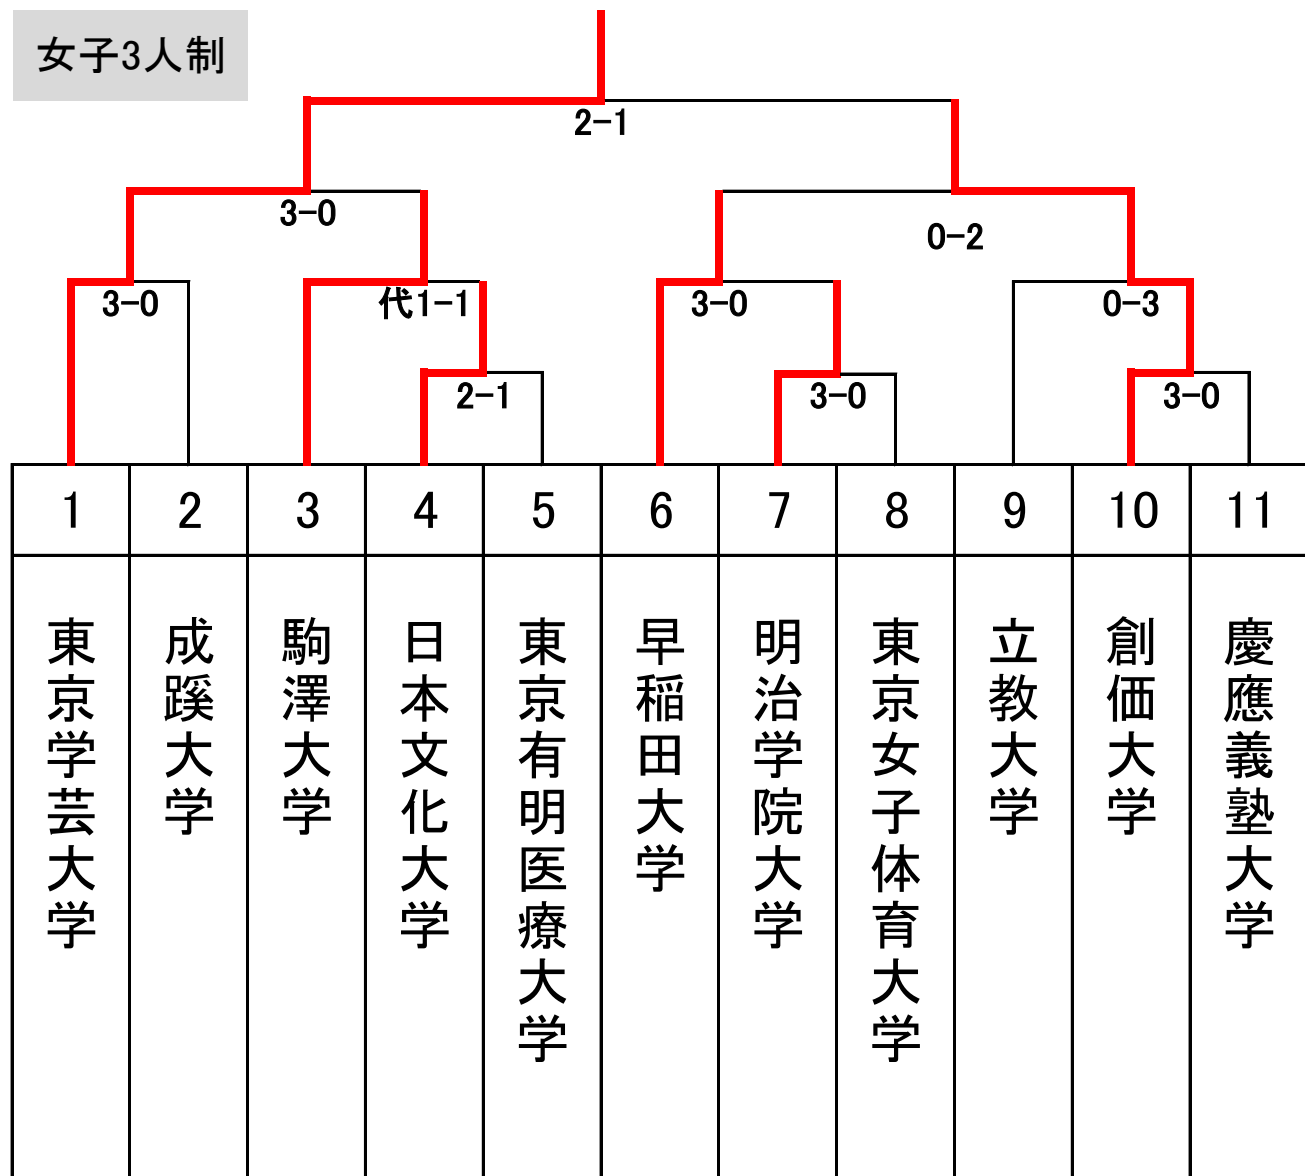 女子3人制
2-1
3-0
0-2
3-0
代1-1
3-0
0-3
2-1
3-0
3-0
1
2
3
4
5
6
7
8
9
10
11
東京学芸大学
成蹊大学
駒澤大学
日本文化大学
東京有明医療大学
早稲田大学
明治学院大学
東京女子体育大学
立教大学
創価大学
慶應義塾大学